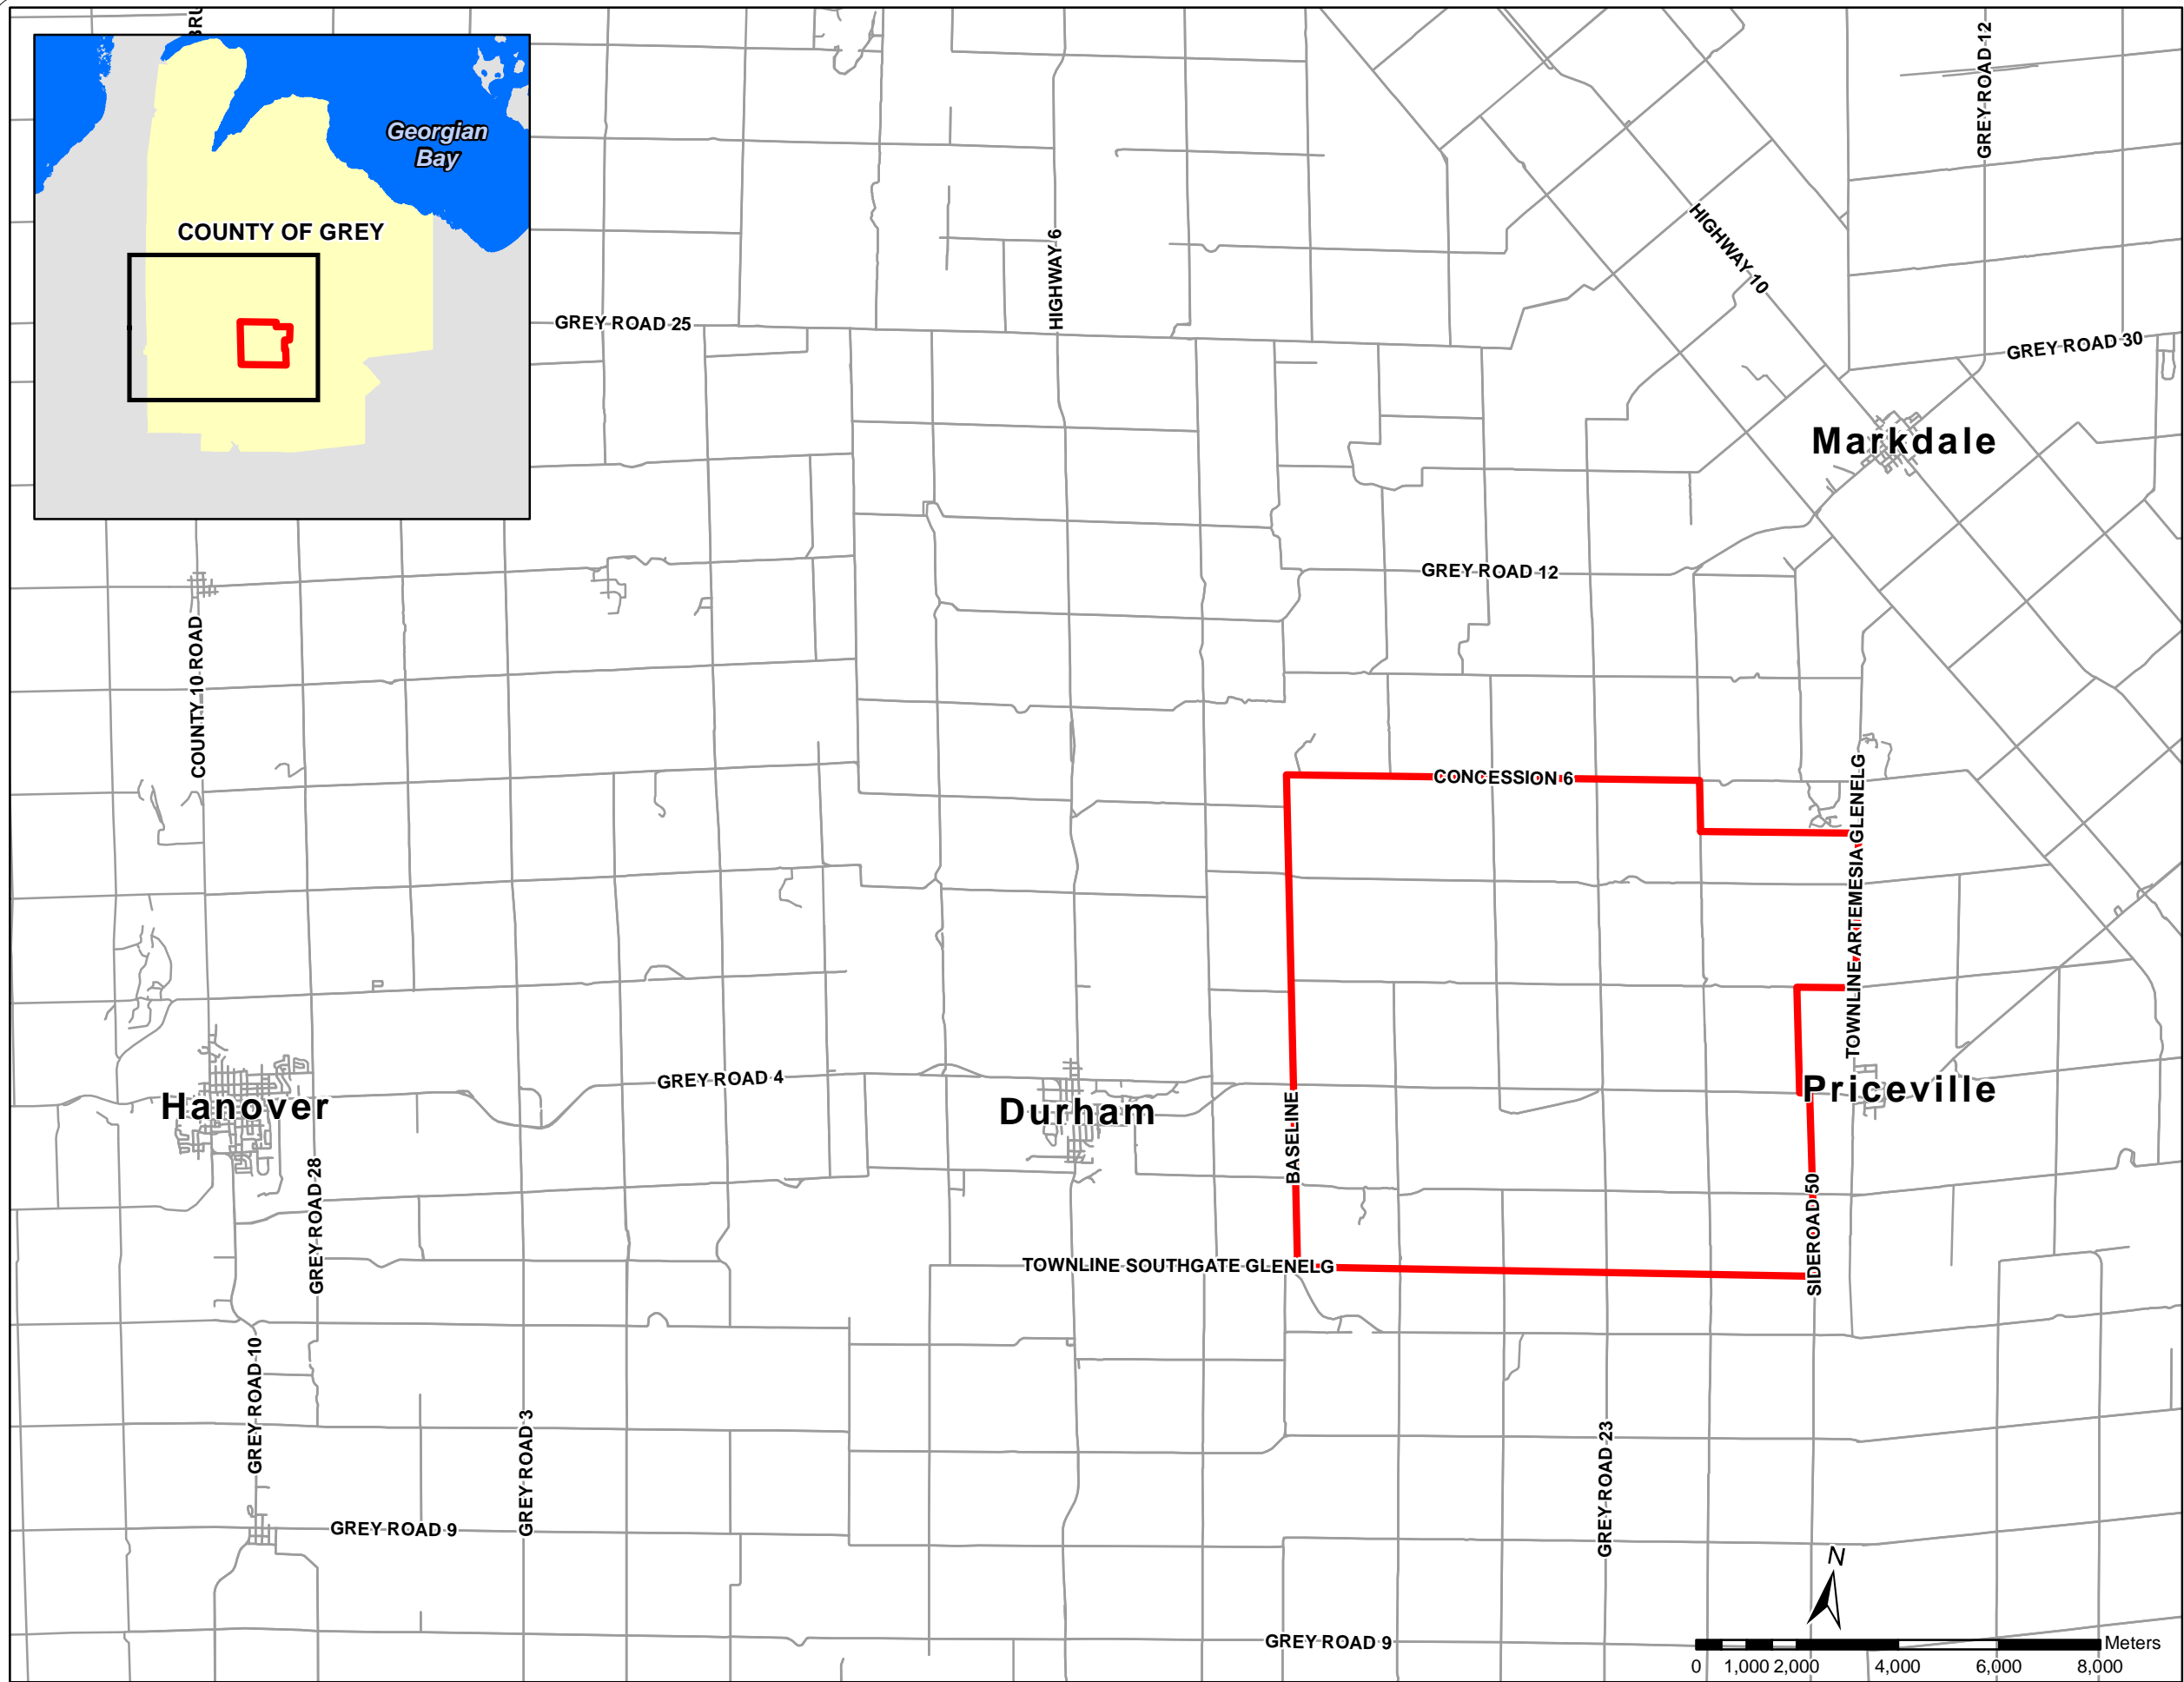 BRU
GREY ROAD 12
Georgian
Bay
COUNTY OF GREY
HIGHWAY 6
HIGHWAY 10
GREY ROAD 25
GREY ROAD 30
Markdale
GREY ROAD 12
COUNTY 10 ROAD
CONCESSION 6
TOWNLINE ARTEMESIA GLENELG
GREY ROAD 4
Hanover
Durham
Priceville
BASELINE
GREY ROAD 28
SIDEROAD 50
TOWNLINE SOUTHGATE GLENELG
GREY ROAD 10
GREY ROAD 3
GREY ROAD 23
GREY ROAD 9
N
GREY ROAD 9
Meters
0 1,000 2,000 4,000 6,000 8,000